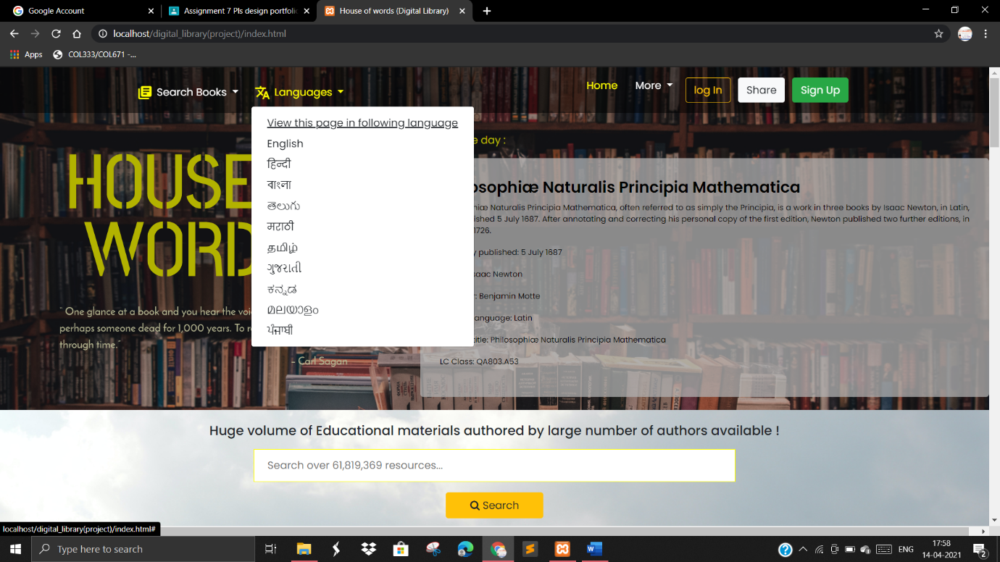 Google Account
Assignment 7 Pls design portfolio
House of words (Digital Library)
localhost/digital_library(project)/index.html
Apps
COL333/COL671 -...
Search Books
Languages
Home
More
log In
Share
Sign Up
View this page in following language
English
हिन्दी
বাংলা
తెలుగు
मराठी
தமிழ்
ગુજરાતી
ಕನ್ನಡ
മലയാളം
ਪੰਜਾਬੀ
HOUSE
WORD
" One glance at a book and you hear the voi
perhaps someone dead for 1,000 years. To r
through time."
- Carl Sagan
e day :
osophiæ Naturalis Principia Mathematica
hiæ Naturalis Principia Mathematica, often referred to as simply the Principia, is a work in three books by Isaac Newton, in Latin,
lished 5 July 1687. After annotating and correcting his personal copy of the first edition, Newton published two further editions, in
1726.
y published: 5 July 1687
saac Newton
r: Benjamin Motte
anguage: Latin
title: Philosophiæ Naturalis Principia Mathematica
LC Class: QA803.A53
Huge volume of Educational materials authored by large number of authors available !
Search over 61,819,369 resources...
Search
localhost/digital_library(project)/index.html#
Type here to search
ENG
17:58
14-04-2021
2